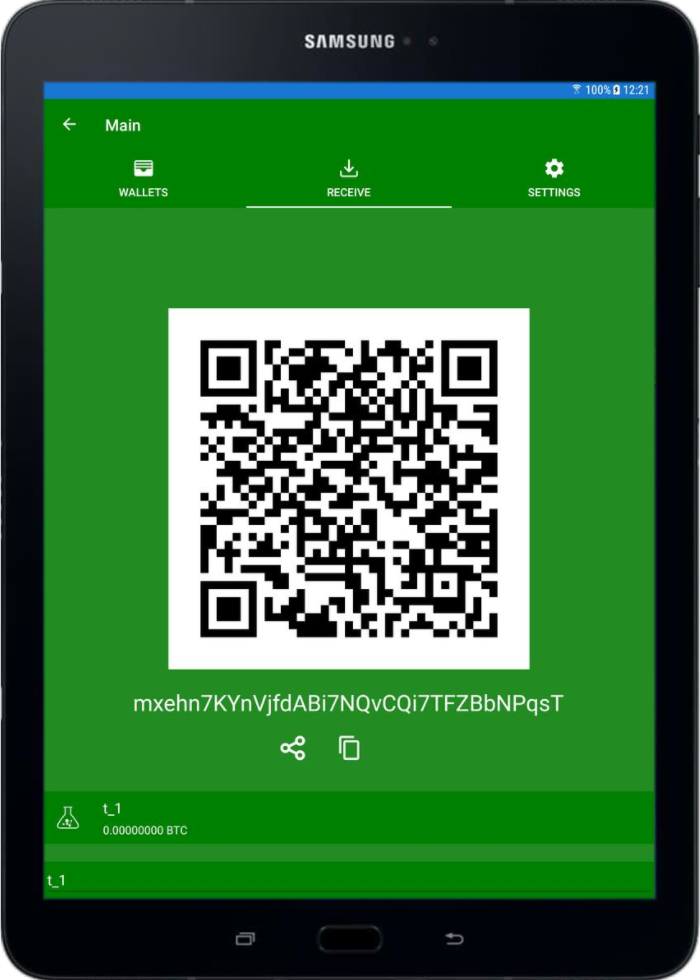 SAMSUNG
100% 12:21
Main
WALLETS
RECEIVE
SETTINGS
mxehn7KYnVjfdABi7NQvCQi7TFZBbNPqsT
t_1
0.00000000 BTC
t_1